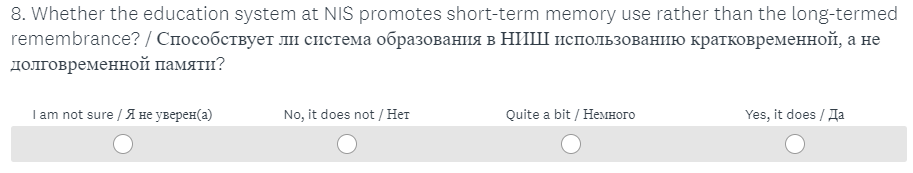 8. Whether the education system at NIS promotes short-term memory use rather than the long-termed
remembrance? / Способствует ли система образования в НИШ использованию кратковременной, а не
долговременной памяти?
I am not sure / Я не уверен(а) No, it does not / Нет Quite a bit / Немного Yes, it does / Да